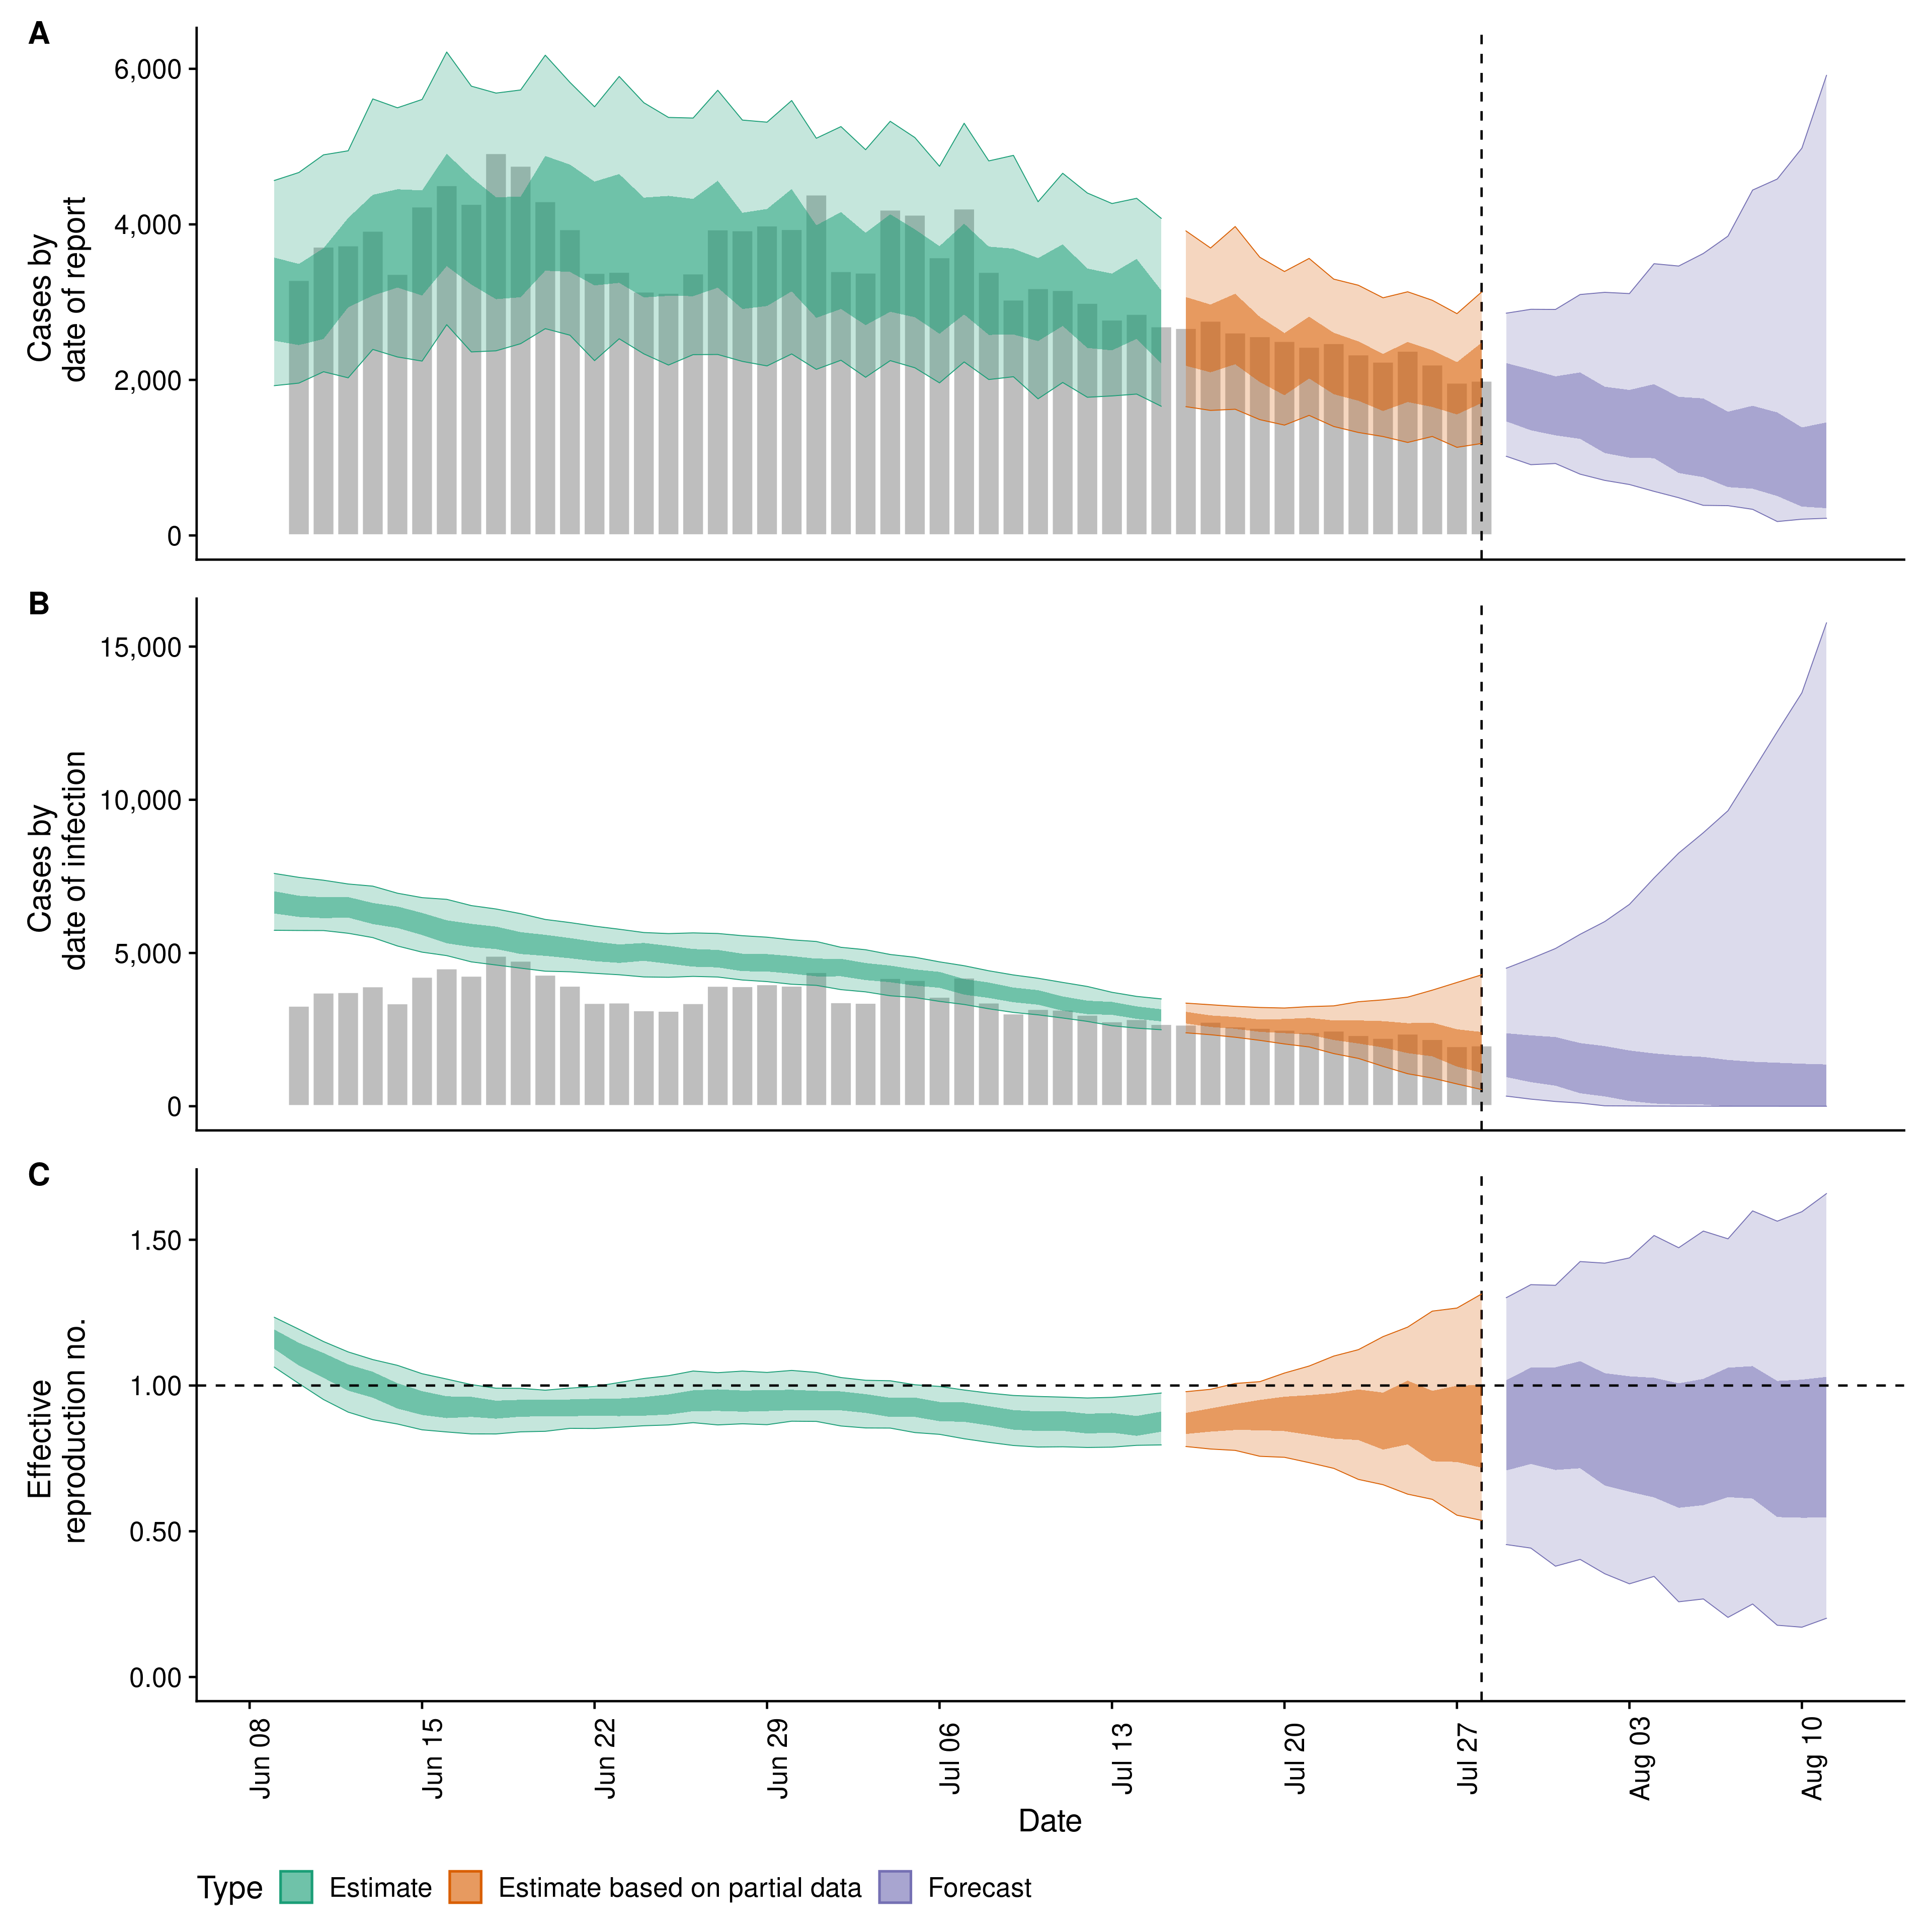 A
6,000
4,000
2,000
0
Cases by
date of report
B
15,000
10,000
5,000
0
Cases by
date of infection
C
1.50
1.00
0.50
0.00
Effective
reproduction no.
Jun 08
Jun 15
Jun 22
Jun 29
Jul 06
Jul 13
Jul 20
Jul 27
Aug 03
Aug 10
Date
Type Estimate Estimate based on partial data Forecast